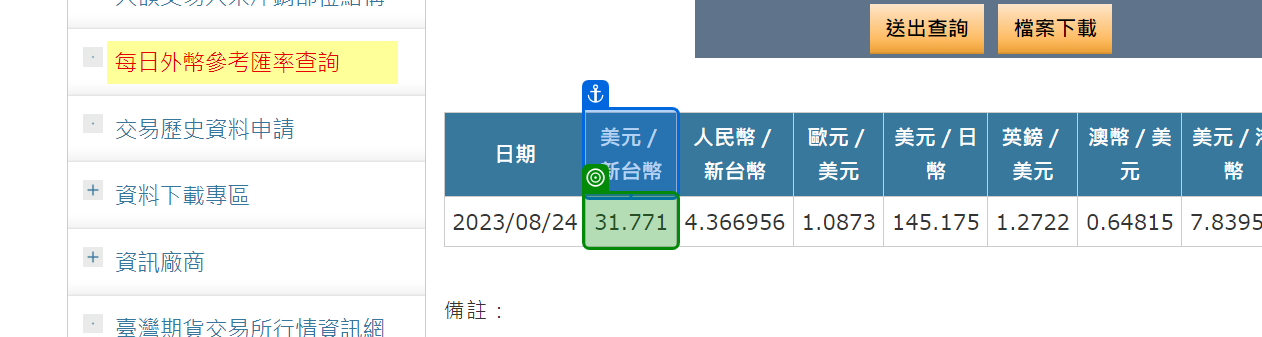 每日外幣參考匯率查詢
交易歷史資料申請
資料下載專區
資訊廠商
臺灣期貨交易所行情資訊網
送出查詢 檔案下載
日期 美元 / 新台幣 人民幣 / 新台幣 歐元 / 美元 美元 / 日幣 英鎊 / 美元 澳幣 / 美元 美元 / 港幣
2023/08/24 31.771 4.366956 1.0873 145.175 1.2722 0.64815 7.8395
備註：